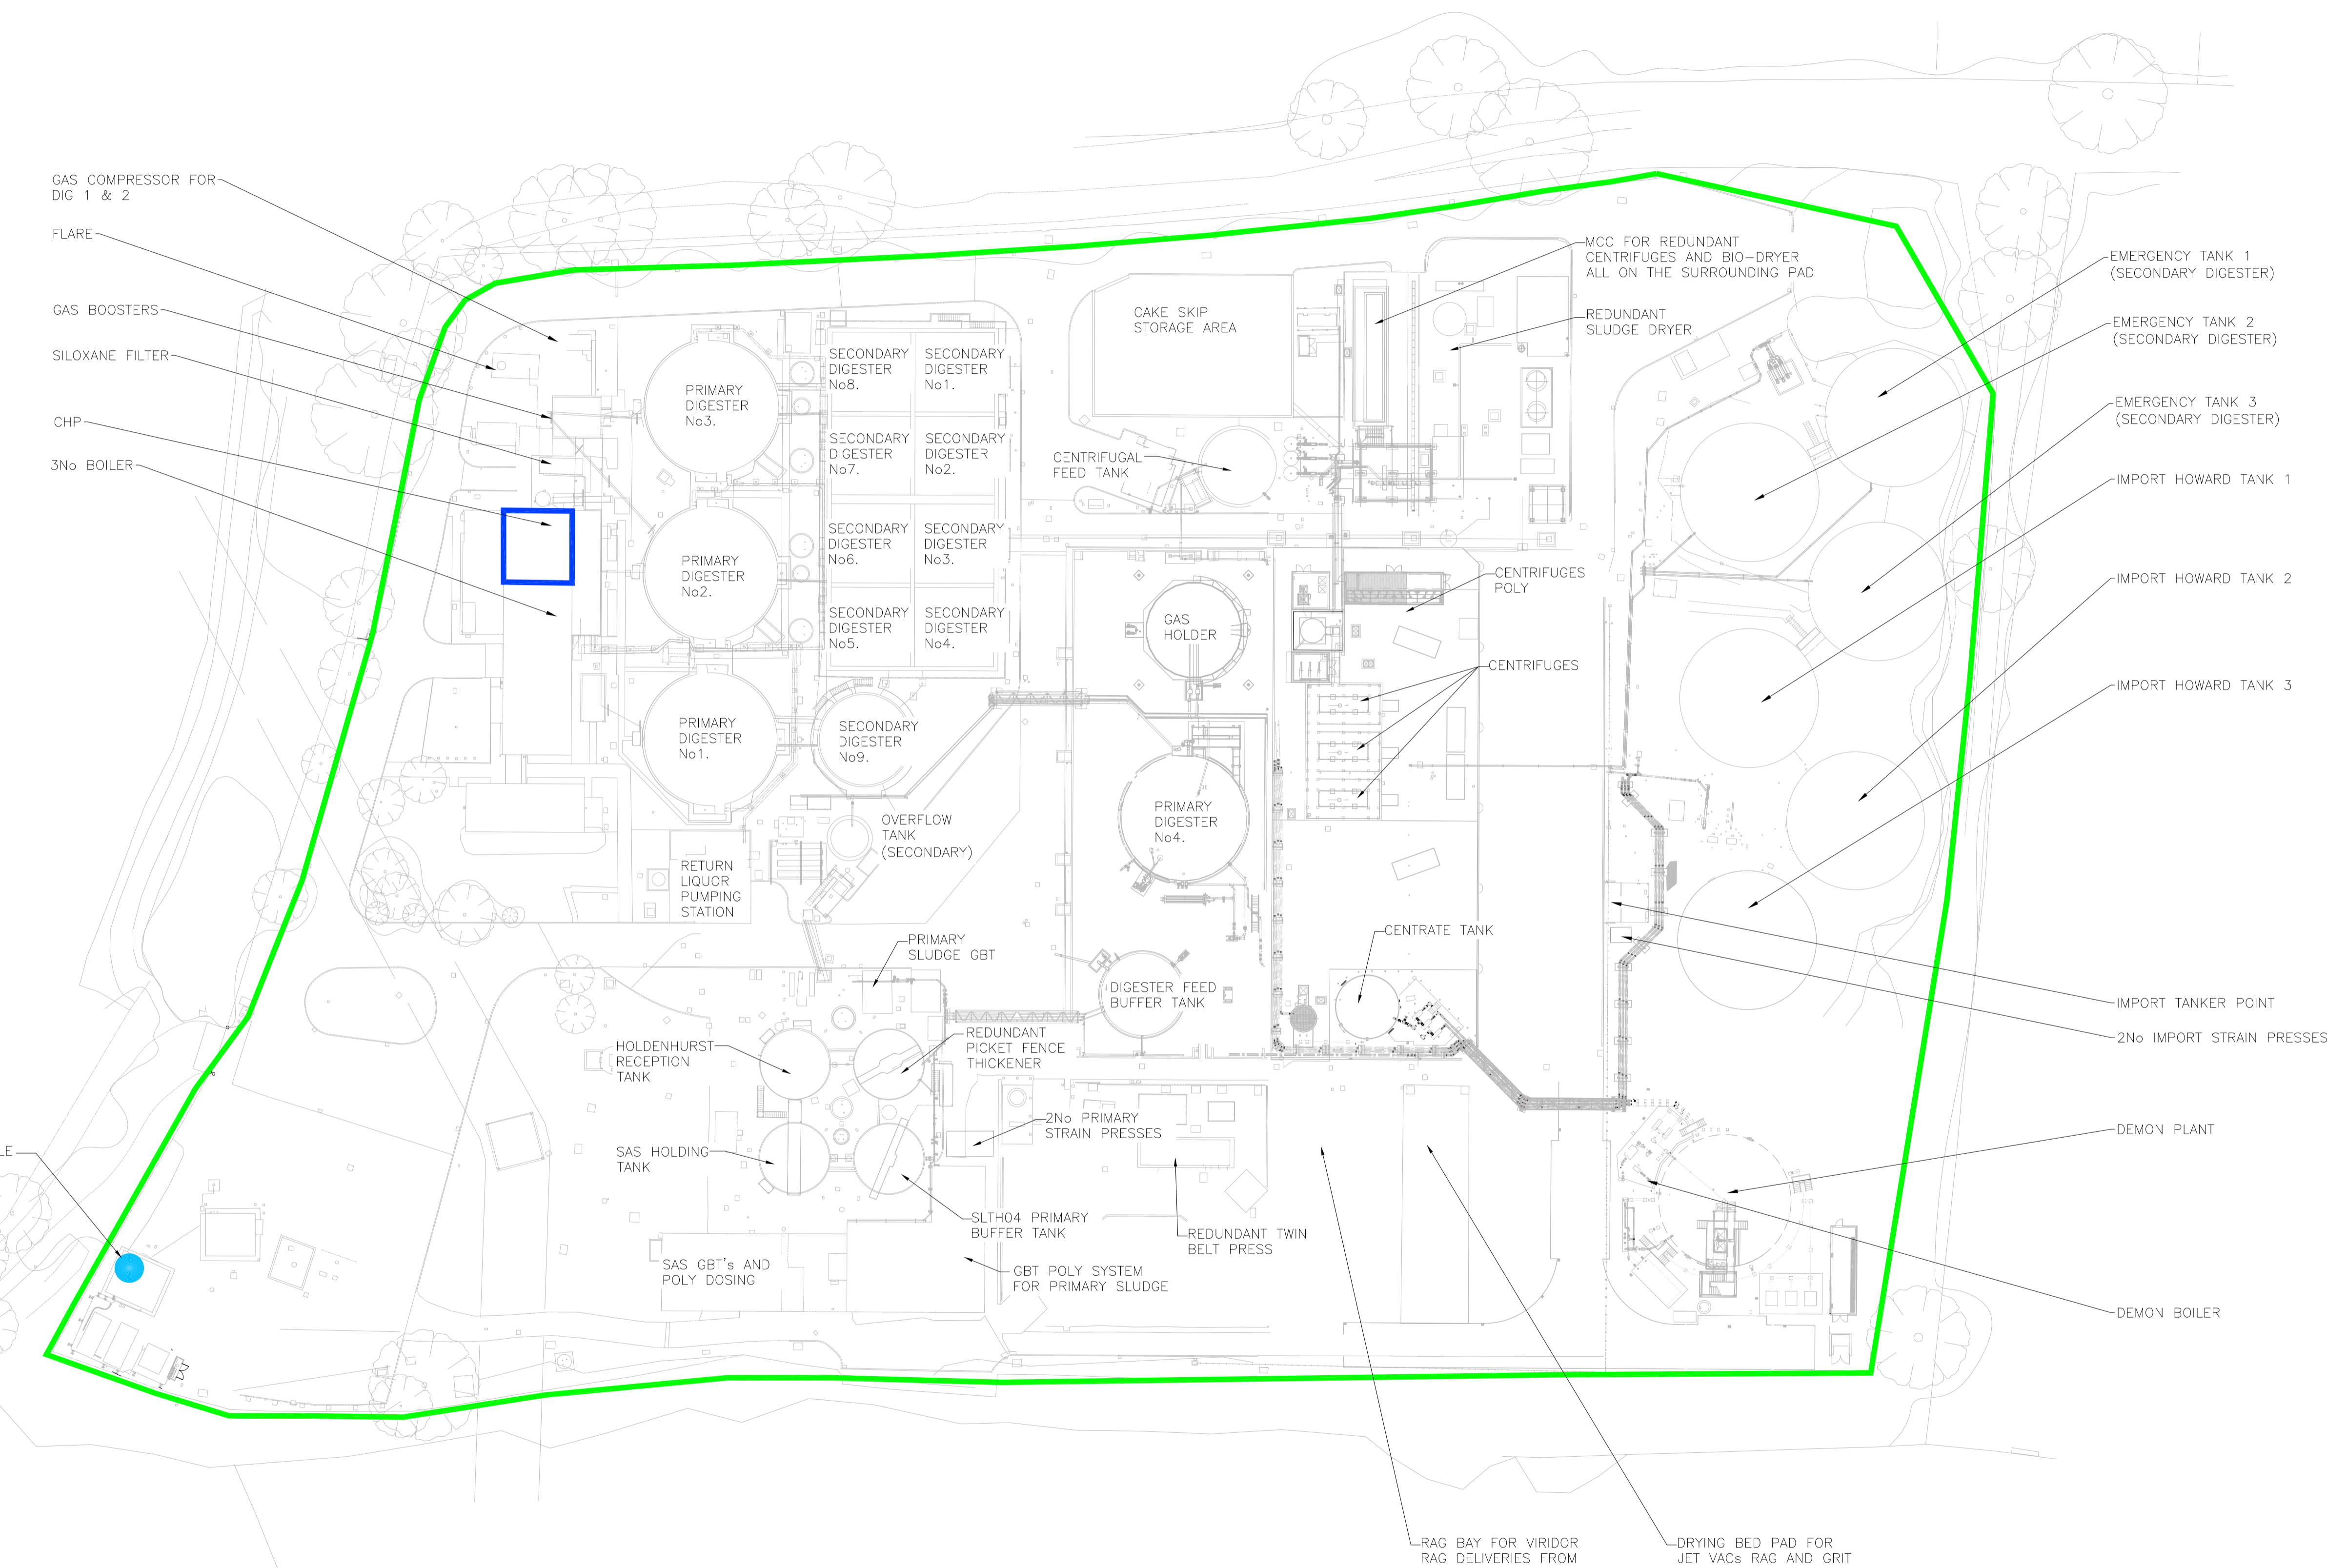 GAS COMPRESSOR FOR
DIG 1 & 2
FLARE
GAS BOOSTERS
SILOXANE FILTER
CHP
3No BOILER
PRIMARY
DIGESTER
No3.
PRIMARY
DIGESTER
No2.
PRIMARY
DIGESTER
No1.
SECONDARY
DIGESTER
No8.
SECONDARY
DIGESTER
No1.
SECONDARY
DIGESTER
No7.
SECONDARY
DIGESTER
No2.
SECONDARY
DIGESTER
No6.
SECONDARY
DIGESTER
No3.
SECONDARY
DIGESTER
No5.
SECONDARY
DIGESTER
No4.
SECONDARY
DIGESTER
No9.
OVERFLOW
TANK
(SECONDARY)
RETURN
LIQUOR
PUMPING
STATION
CAKE SKIP
STORAGE AREA
CENTRIFUGAL
FEED TANK
MCC FOR REDUNDANT
CENTRIFUGES AND BIO-DRYER
ALL ON THE SURROUNDING PAD
REDUNDANT
SLUDGE DRYER
EMERGENCY TANK 1
(SECONDARY DIGESTER)
EMERGENCY TANK 2
(SECONDARY DIGESTER)
EMERGENCY TANK 3
(SECONDARY DIGESTER)
IMPORT HOWARD TANK 1
IMPORT HOWARD TANK 2
IMPORT HOWARD TANK 3
GAS
HOLDER
CENTRIFUGES
POLY
CENTRIFUGES
PRIMARY
DIGESTER
No4.
CENTRATE TANK
DIGESTER FEED
BUFFER TANK
PRIMARY
SLUDGE GBT
REDUNDANT
PICKET FENCE
THICKENER
HOLDENHURST
RECEPTION
TANK
2No PRIMARY
STRAIN PRESSES
SAS HOLDING
TANK
SLTH04 PRIMARY
BUFFER TANK
REDUNDANT TWIN
BELT PRESS
SAS GBT's AND
POLY DOSING
GBT POLY SYSTEM
FOR PRIMARY SLUDGE
IMPORT TANKER POINT
2No IMPORT STRAIN PRESSES
DEMON PLANT
DEMON BOILER
LE
RAG BAY FOR VIRIDOR
RAG DELIVERIES FROM
DRYING BED PAD FOR
JET VACs RAG AND GRIT